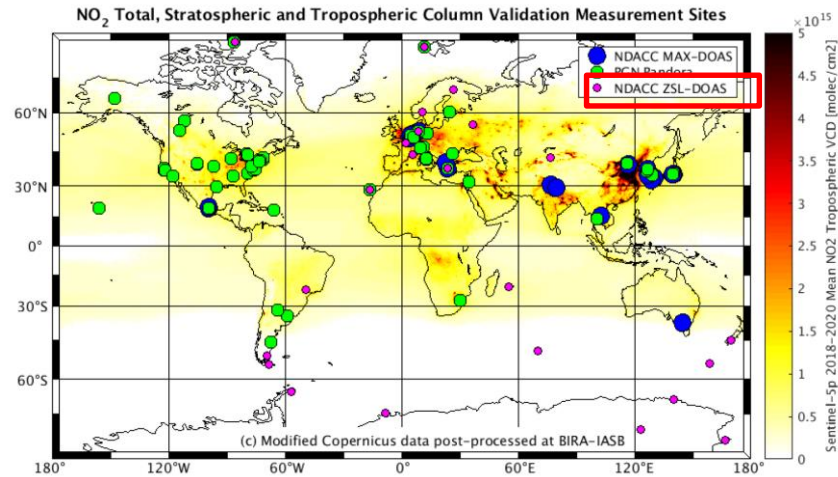 NO2 Total, Stratospheric and Tropospheric Column Validation Measurement Sites
×10^15
NDACC MAX-DOAS
PGN Pandora
NDACC ZSL-DOAS
60°N
30°N
0°
30°S
60°S
(c) Modified Copernicus data post-processed at BIRA-IASB
180°W
120°W
60°W
0°
60°E
120°E
180°E
5
4.5
4
3.5
3
2.5
2
1.5
1
0.5
0
Sentinel-5p 2018-2020 Mean NO2 Tropospheric VCD [molec/cm2]